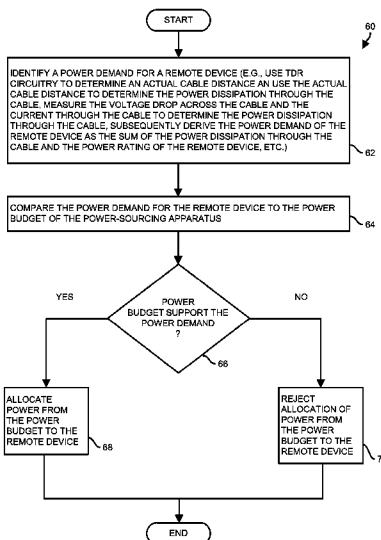 START
60
IDENTIFY A POWER DEMAND FOR A REMOTE DEVICE (E.G., USE TDR
CIRCUITRY TO DETERMINE AN ACTUAL CABLE DISTANCE AN USE THE ACTUAL
CABLE DISTANCE TO DETERMINE THE POWER DISSIPATION THROUGH THE
CABLE, MEASURE THE VOLTAGE DROP ACROSS THE CABLE AND THE
CURRENT THROUGH THE CABLE TO DETERMINE THE POWER DISSIPATION
THROUGH THE CABLE, SUBSEQUENTLY DERIVE THE POWER DEMAND OF THE
REMOTE DEVICE AS THE SUM OF THE POWER DISSIPATION THROUGH THE
CABLE AND THE POWER RATING OF THE REMOTE DEVICE, ETC.)
62
COMPARE THE POWER DEMAND FOR THE REMOTE DEVICE TO THE POWER
BUDGET OF THE POWER-SOURCING APPARATUS
64
YES
NO
POWER
BUDGET SUPPORT THE
POWER DEMAND
?
66
ALLOCATE
POWER FROM
THE POWER
BUDGET TO THE
REMOTE DEVICE
68
REJECT
ALLOCATION OF
POWER FROM
THE POWER
BUDGET TO THE
REMOTE DEVICE
7
END